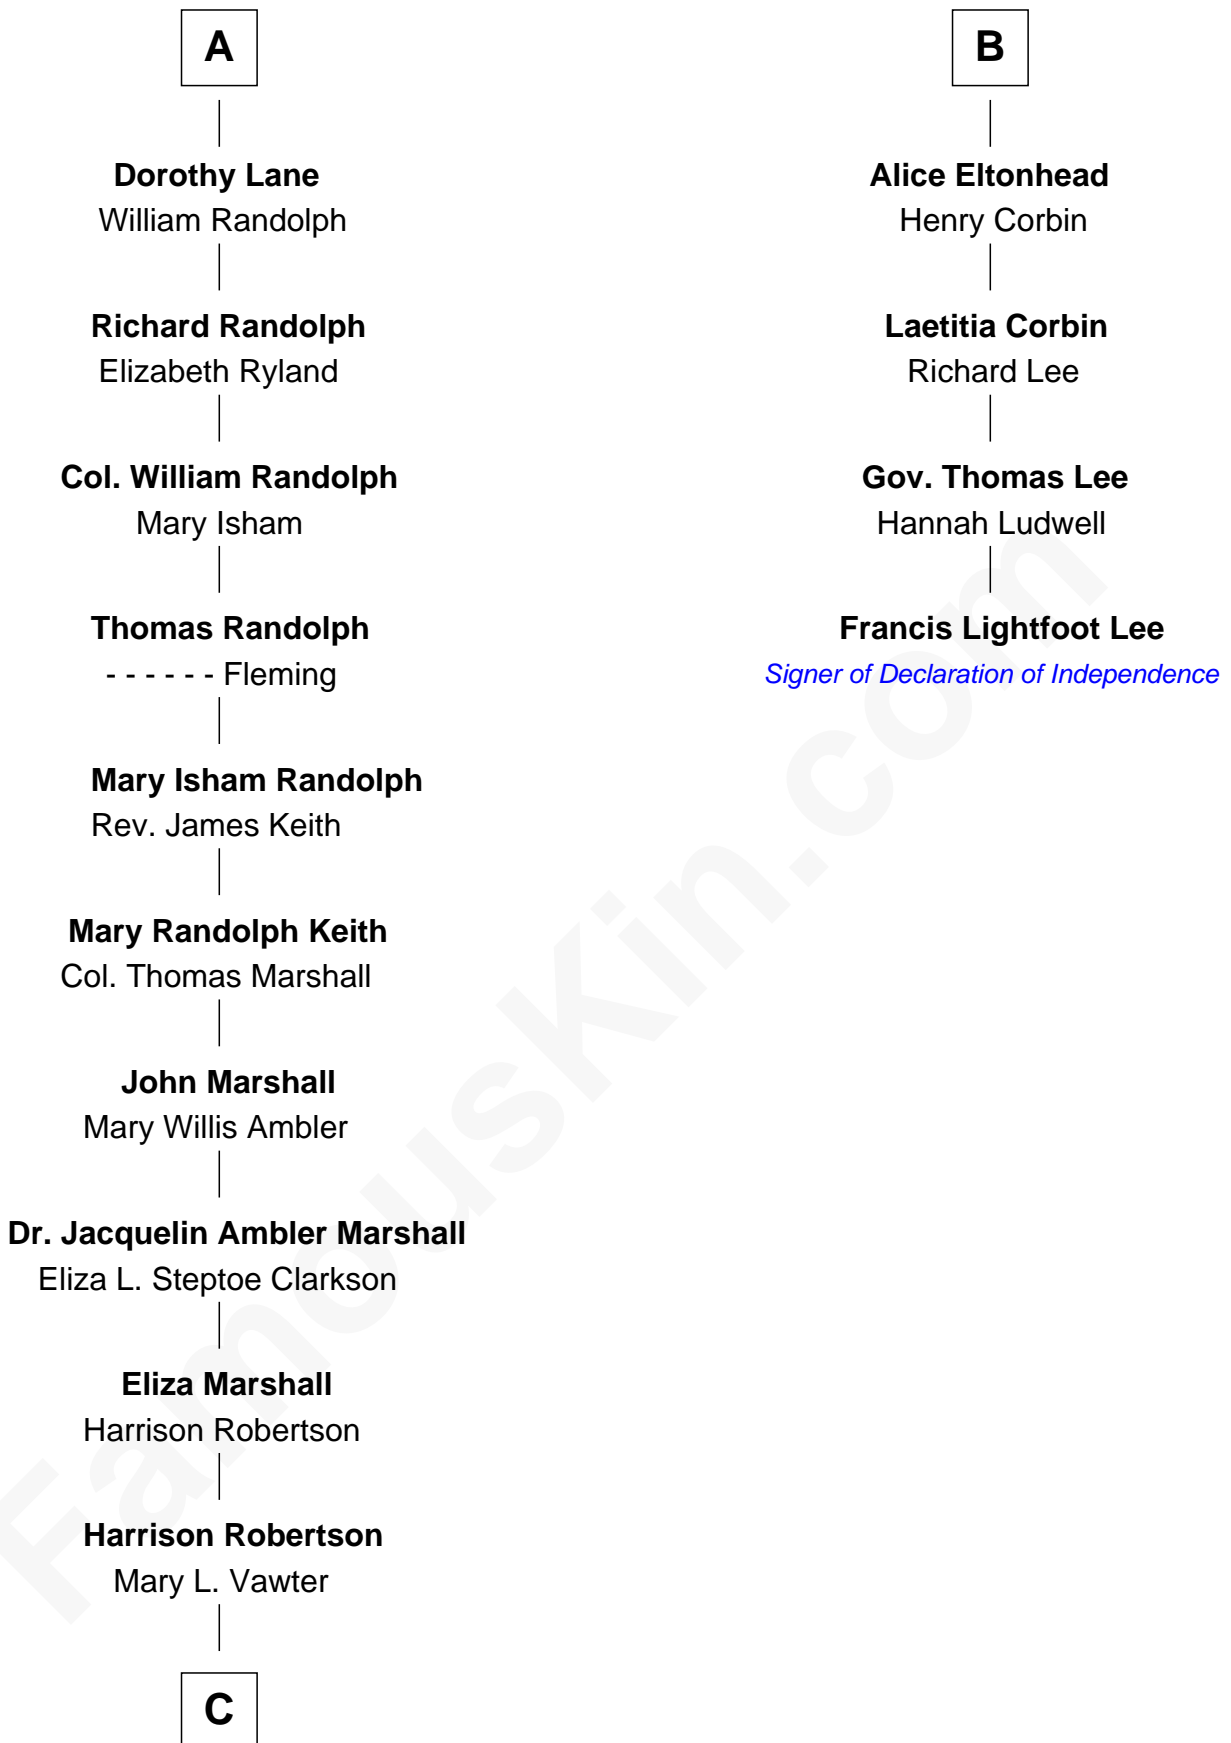 A
Dorothy Lane
William Randolph
Richard Randolph
Elizabeth Ryland
Col. William Randolph
Mary Isham
Thomas Randolph
- - - - - - Fleming
Mary Isham Randolph
Rev. James Keith
Mary Randolph Keith
Col. Thomas Marshall
John Marshall
Mary Willis Ambler
Dr. Jacquelin Ambler Marshall
Eliza L. Steptoe Clarkson
Eliza Marshall
Harrison Robertson
Harrison Robertson
Mary L. Vawter
C
B
Alice Eltonhead
Henry Corbin
Laetitia Corbin
Richard Lee
Gov. Thomas Lee
Hannah Ludwell
Francis Lightfoot Lee
Signer of Declaration of Independence
FamousKin.com